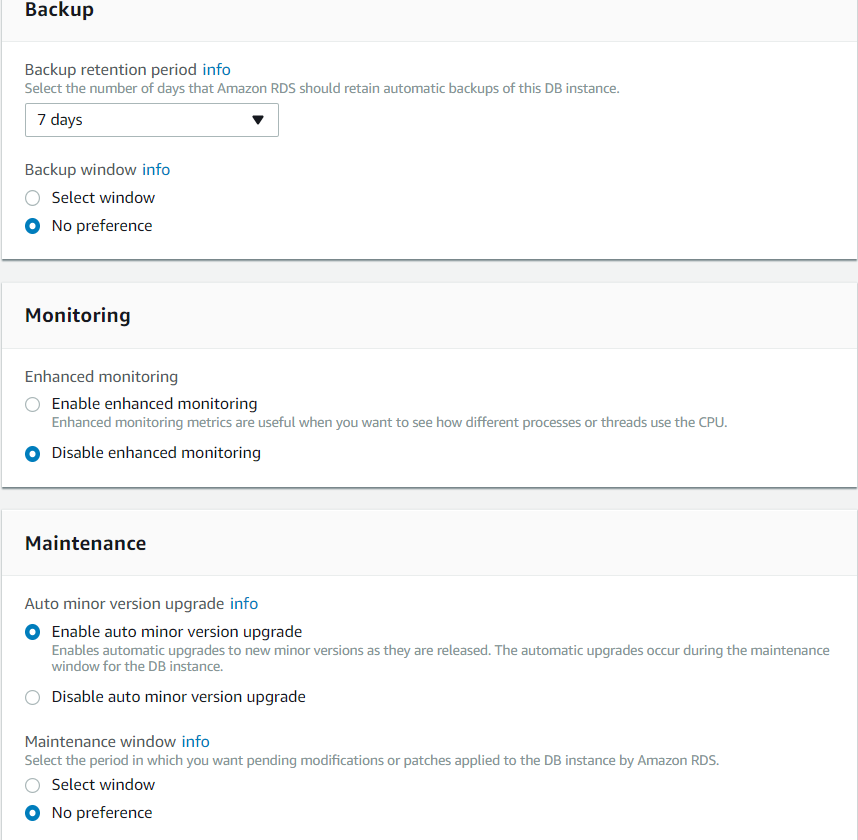 Backup
Backup retention period info
Select the number of days that Amazon RDS should retain automatic backups of this DB instance.
7 days
Backup window info
Select window
No preference
Monitoring
Enhanced monitoring
Enable enhanced monitoring
Enhanced monitoring metrics are useful when you want to see how different processes or threads use the CPU.
Disable enhanced monitoring
Maintenance
Auto minor version upgrade info
Enable auto minor version upgrade
Enables automatic upgrades to new minor versions as they are released. The automatic upgrades occur during the maintenance
window for the DB instance.
Disable auto minor version upgrade
Maintenance window info
Select the period in which you want pending modifications or patches applied to the DB instance by Amazon RDS.
Select window
No preference